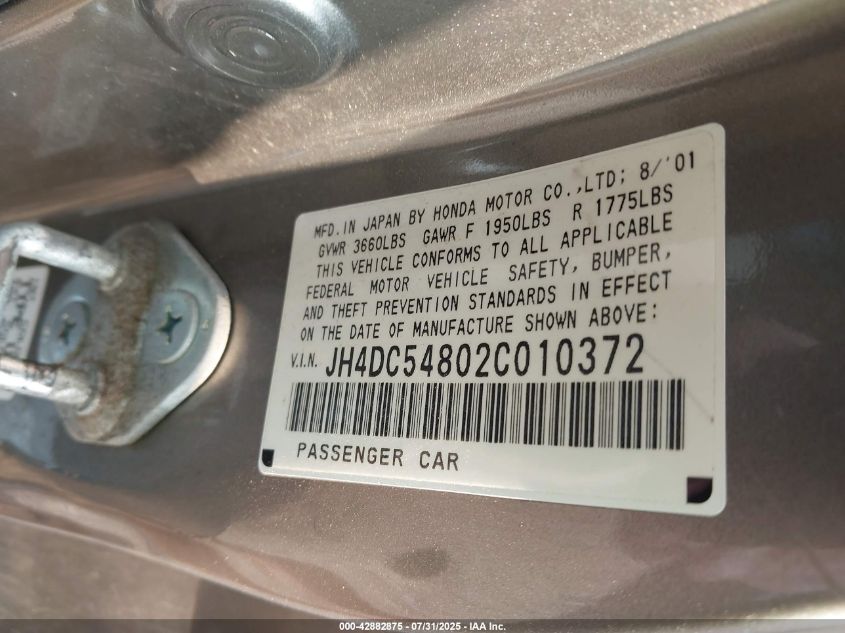 MFD. IN JAPAN BY HONDA MOTOR CO.,LTD; 8/'01
GVWR 3660LBS GAWR F 1950LBS R 1775LBS
THIS VEHICLE CONFORMS TO ALL APPLICABLE
FEDERAL MOTOR VEHICLE SAFETY, BUMPER,
AND THEFT PREVENTION STANDARDS IN EFFECT
ON THE DATE OF MANUFACTURE SHOWN ABOVE:
V.I.N. JH4DC54802C010372
PASSENGER CAR
000-42882875 - 07/31/2025 - IAA Inc.